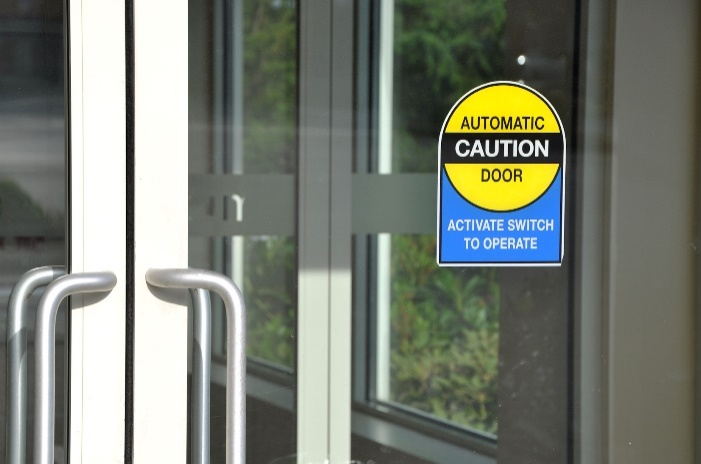 AUTOMATIC
CAUTION
DOOR
ACTIVATE SWITCH
TO OPERATE